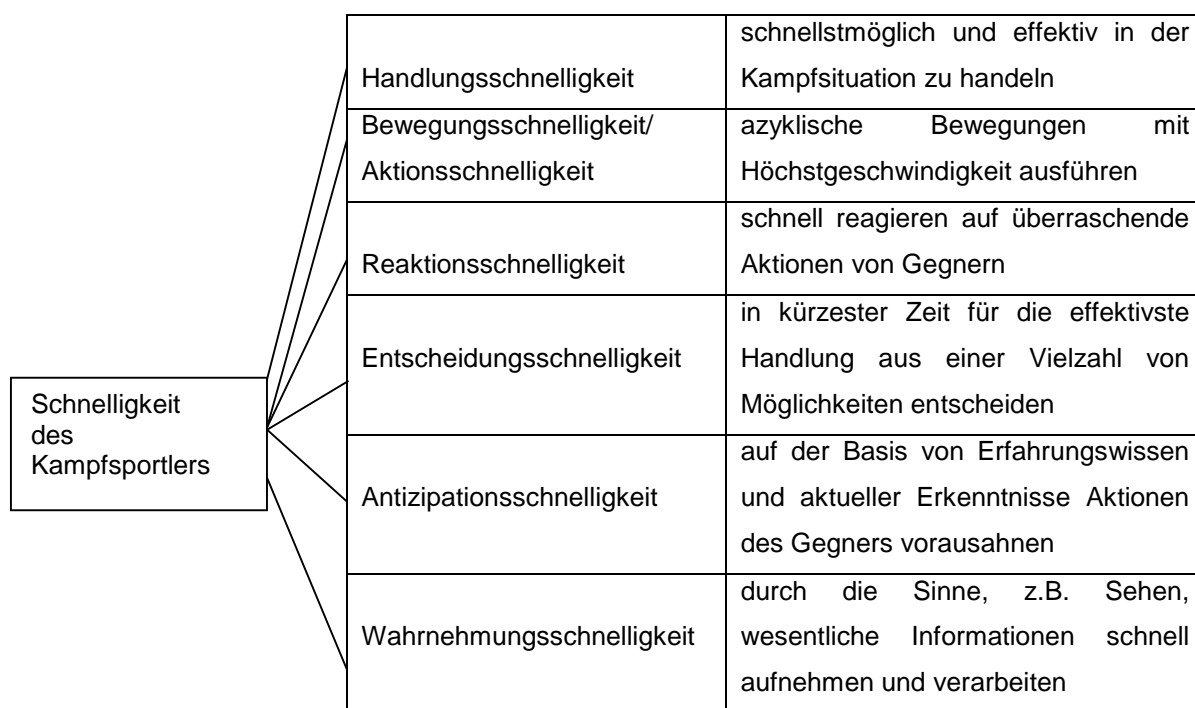 Schnelligkeit
des
Kampfsportlers
Handlungsschnelligkeit
schnellstmöglich und effektiv in der
Kampfsituation zu handeln
Bewegungsschnelligkeit/
Aktionsschnelligkeit
azyklische Bewegungen mit
Höchstgeschwindigkeit ausführen
Reaktionsschnelligkeit
schnell reagieren auf überraschende
Aktionen von Gegnern
Entscheidungsschnelligkeit
in kürzester Zeit für die effektivste
Handlung aus einer Vielzahl von
Möglichkeiten entscheiden
Antizipationsschnelligkeit
auf der Basis von Erfahrungswissen
und aktueller Erkenntnisse Aktionen
des Gegners vorausahnen
Wahrnehmungsschnelligkeit
durch die Sinne, z.B. Sehen,
wesentliche Informationen schnell
aufnehmen und verarbeiten